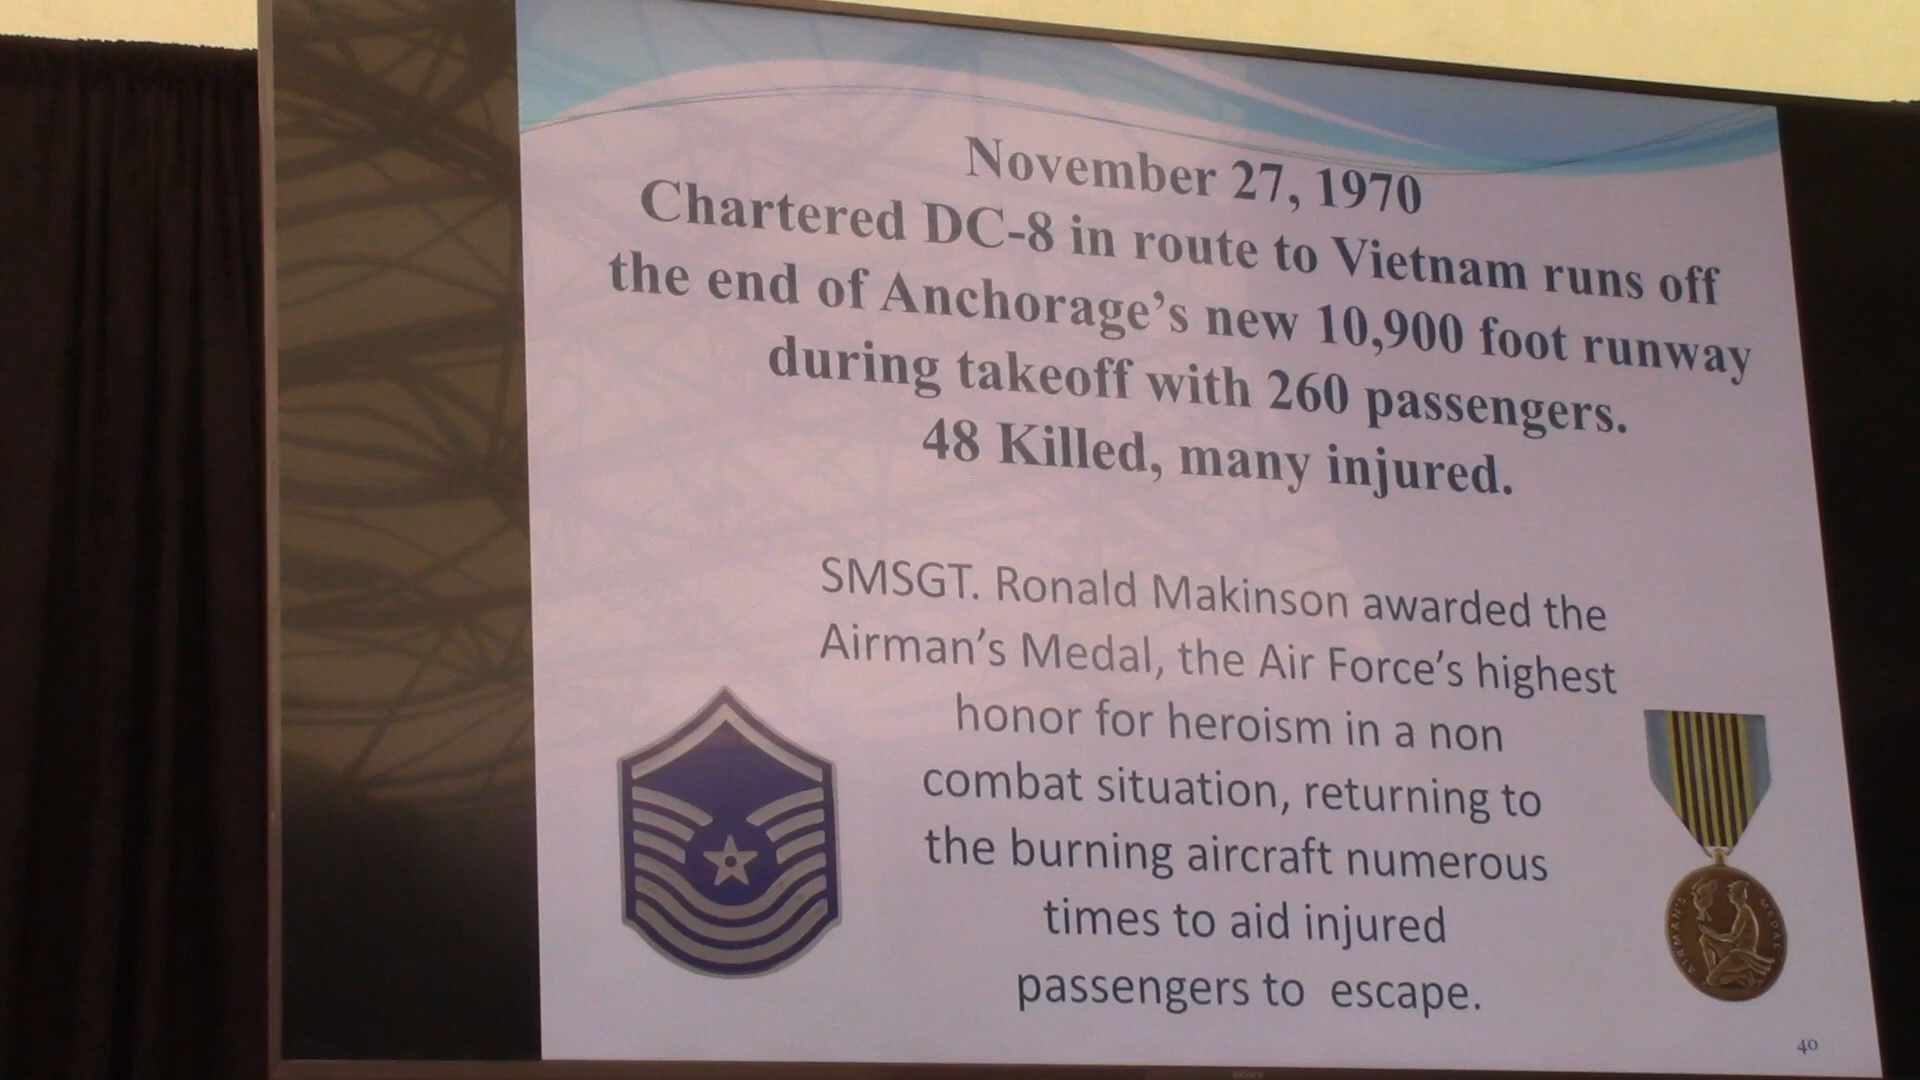 November 27, 1970
Chartered DC-8 in route to Vietnam runs off
the end of Anchorage's new 10,900 foot runway
during takeoff with 260 passengers.
48 Killed, many injured.
SMSGT. Ronald Makinson awarded the
Airman's Medal, the Air Force's highest
honor for heroism in a non
combat situation, returning to
the burning aircraft numerous
times to aid injured
passengers to escape.
AIRMAN'S MEDAL
40
SONY